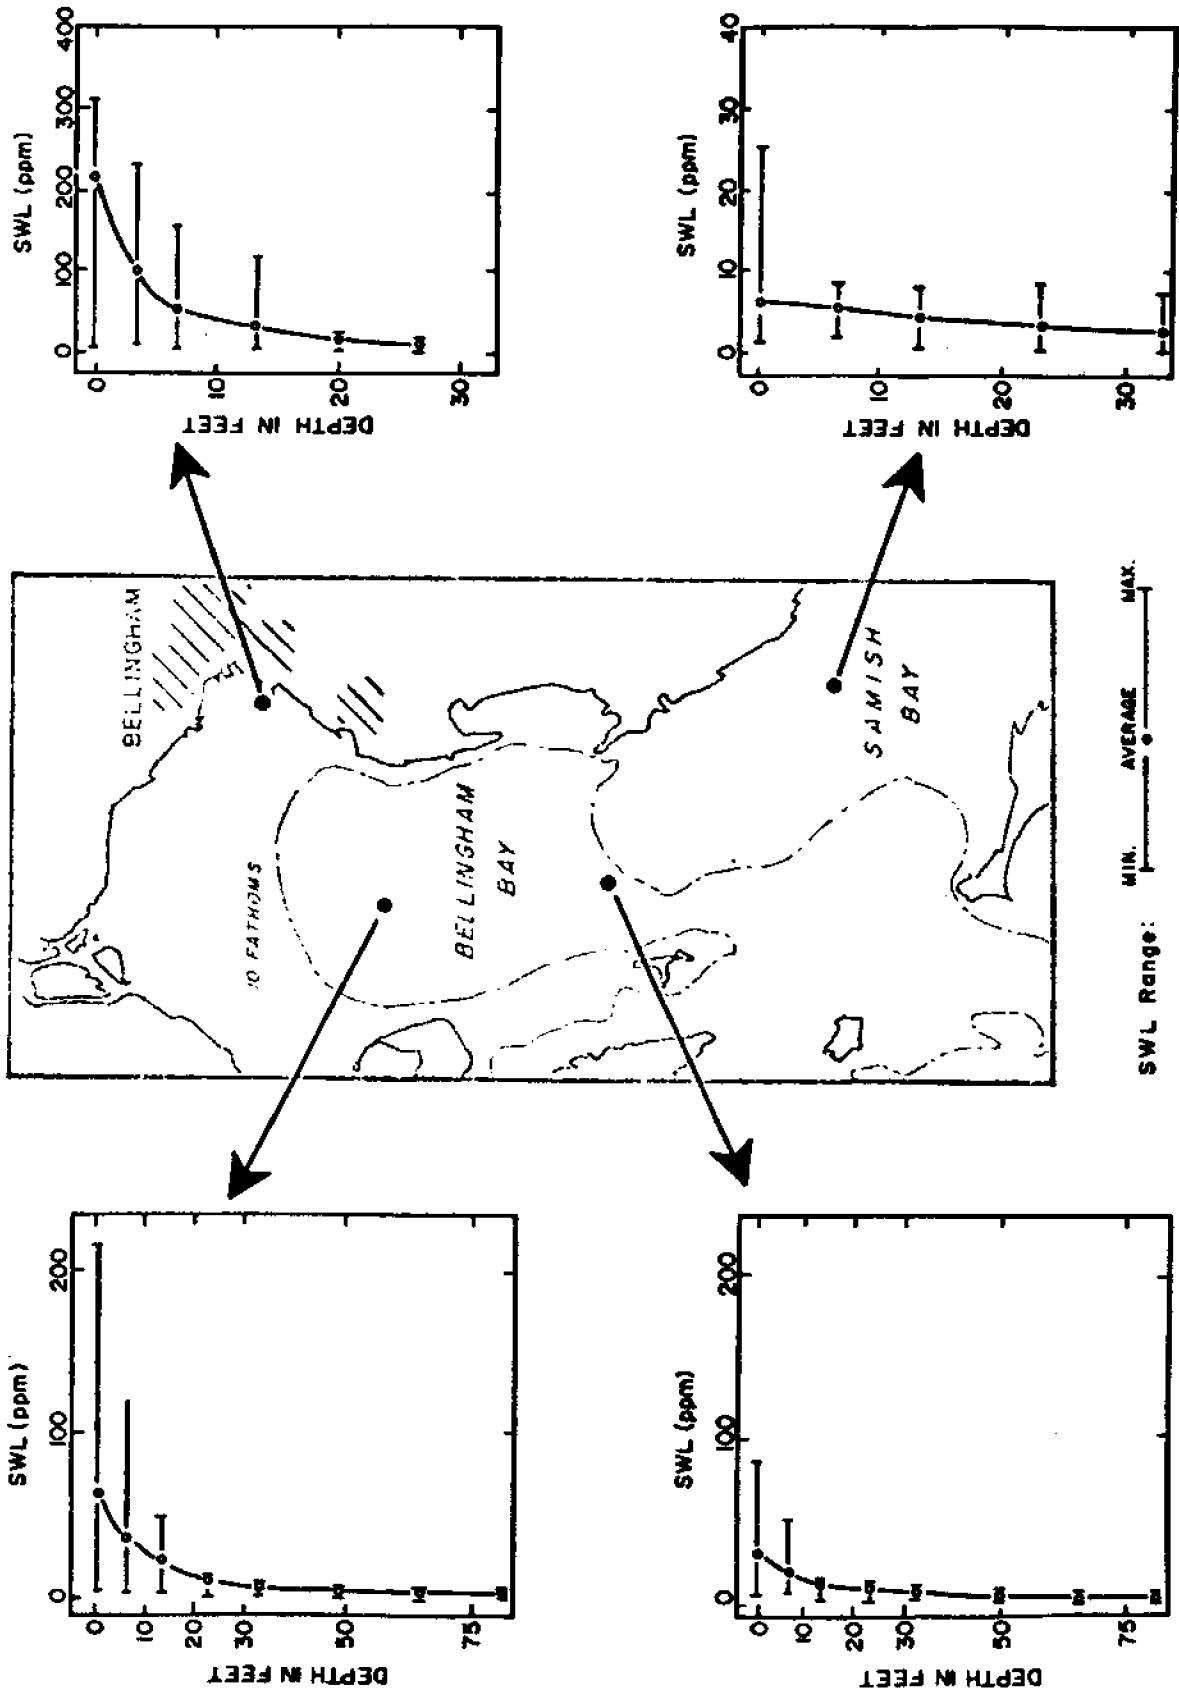 SWL (ppm)
0 100 200 300 400
DEPTH IN FEET
0
10
20
30
SWL (ppm)
0 10 20 30 40
DEPTH IN FEET
0
10
20
30
BELLINGHAM
10 FATHOMS
BELLINGHAM
BAY
SAMISH
BAY
SWL Range:
MIN. AVERAGE MAX.
SWL (ppm)
0 100 200
DEPTH IN FEET
0
10
20
30
50
75
SWL (ppm)
0 100 200
DEPTH IN FEET
0
10
20
30
50
75